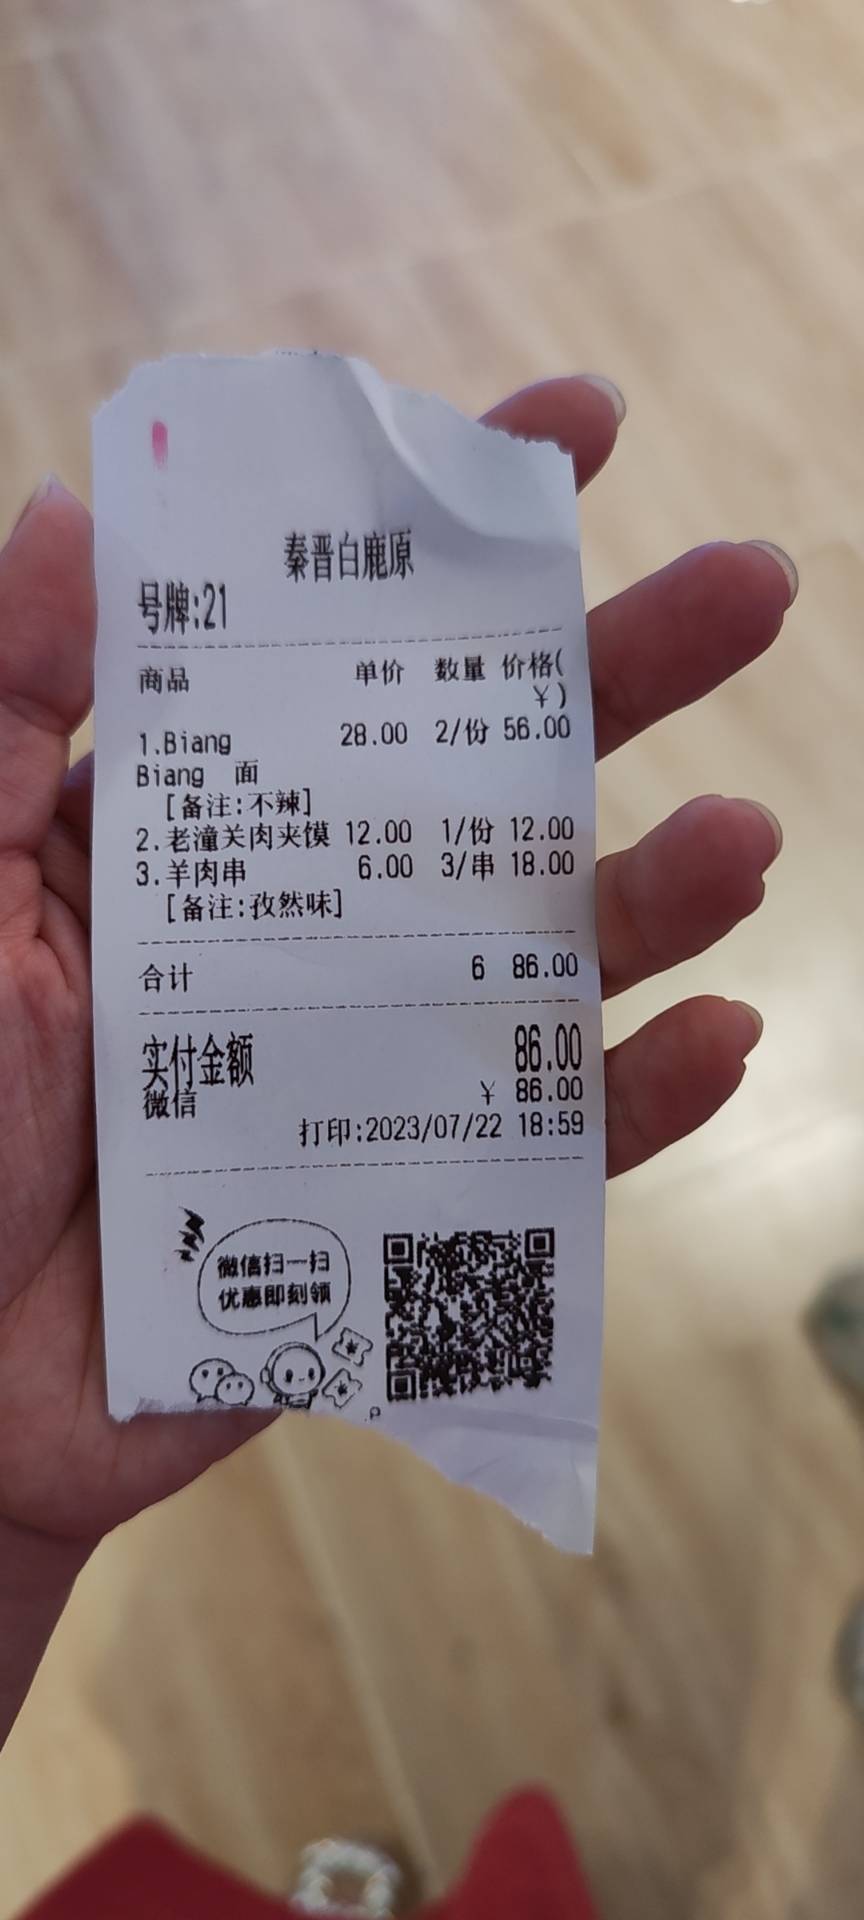 秦晋白鹿原
号牌:21
商品 单价 数量 价格(
¥)
1.Biang 28.00 2/份 56.00
Biang 面
[备注:不辣]
2.老潼关肉夹馍 12.00 1/份 12.00
3.羊肉串 6.00 3/串 18.00
[备注:孜然味]
合计 6 86.00
实付金额 86.00
微信 ¥ 86.00
打印:2023/07/22 18:59
微信扫一扫
优惠即刻领